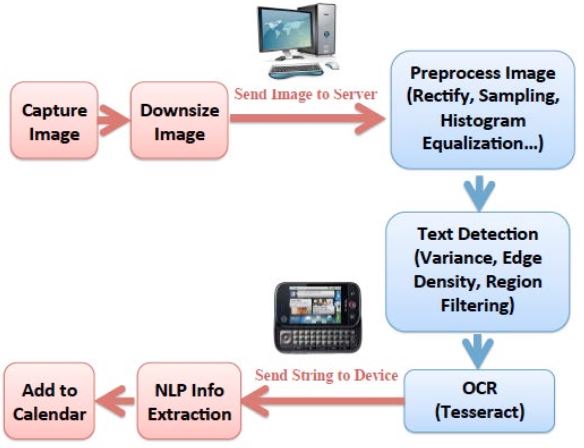 Capture
Image
Downsize
Image
Send Image to Server
Preprocess Image
(Rectify, Sampling,
Histogram
Equalization...)
Text Detection
(Variance, Edge
Density, Region
Filtering)
OCR
(Tesseract)
Send String to Device
NLP Info
Extraction
Add to
Calendar